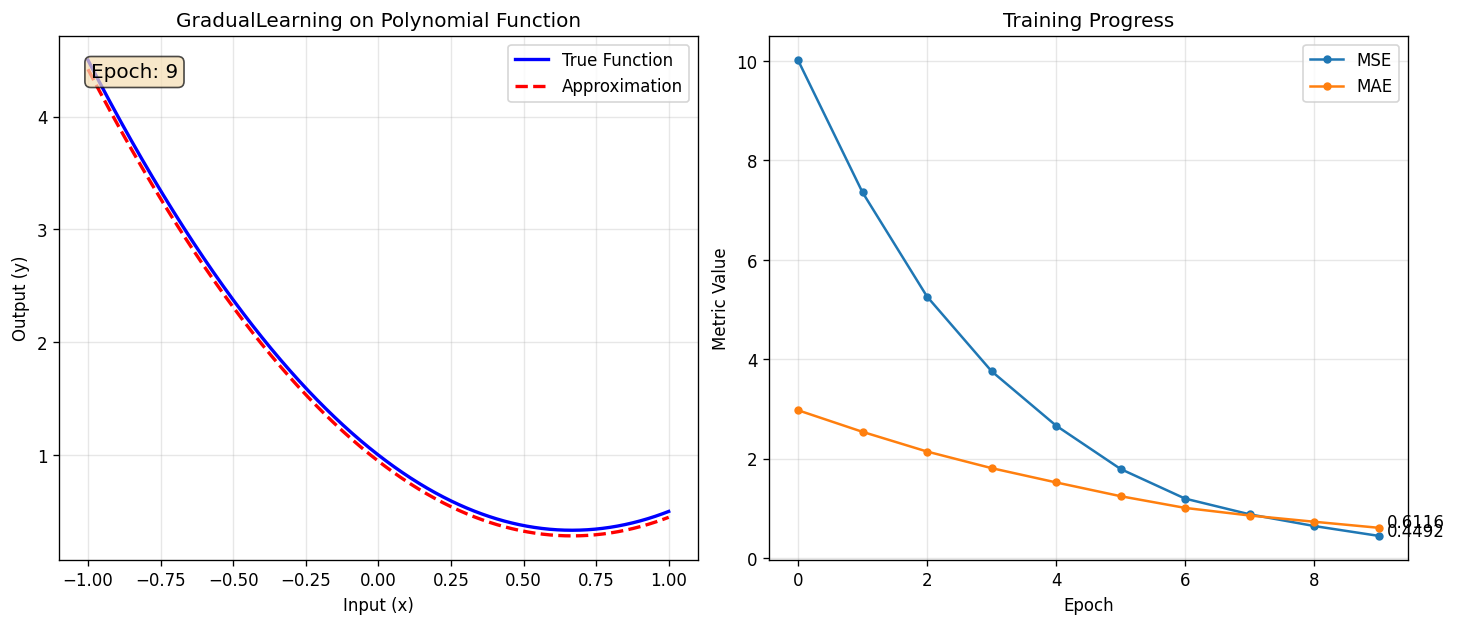 GradualLearning on Polynomial Function
Epoch: 9
True Function
Approximation
4
3
2
1
−1.00 −0.75 −0.50 −0.25 0.00 0.25 0.50 0.75 1.00
Input (x)
Output (y)
Training Progress
MSE
MAE
10
8
6
4
2
0
0.6116
0.4492
0 2 4 6 8
Epoch
Metric Value